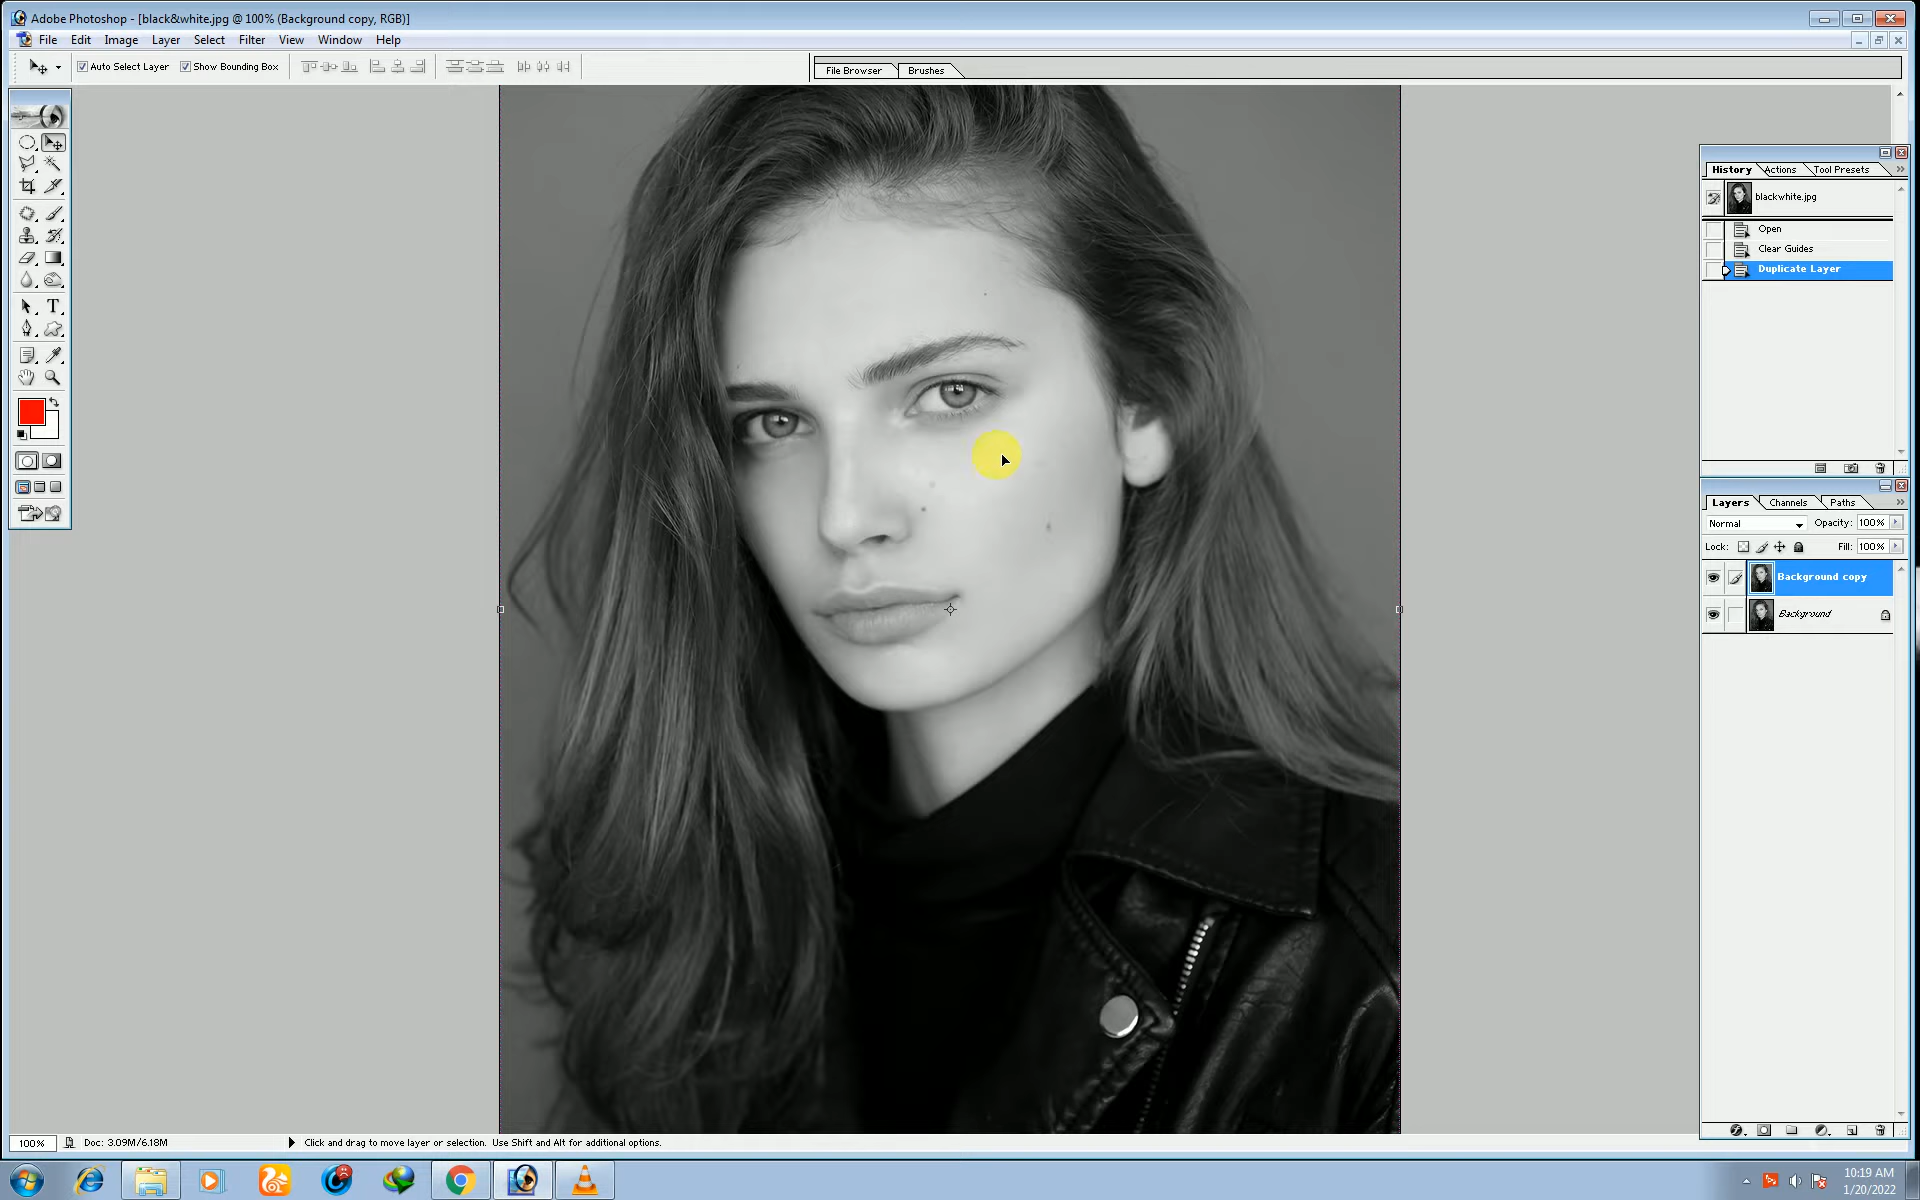 Adobe Photoshop - [black&white.jpg @ 100% (Background copy, RGB)]
File Edit Image Layer Select Filter View Window Help
Auto Select Layer Show Bounding Box
File Browser Brushes
History Actions Tool Presets
blackwhite.jpg
Open
Clear Guides
Duplicate Layer
Layers Channels Paths
Normal Opacity: 100%
Lock: Fill: 100%
Background copy
Background
T
100% Doc: 3.09M/6.18M Click and drag to move layer or selection. Use Shift and Alt for additional options.
10:19 AM
1/20/2022